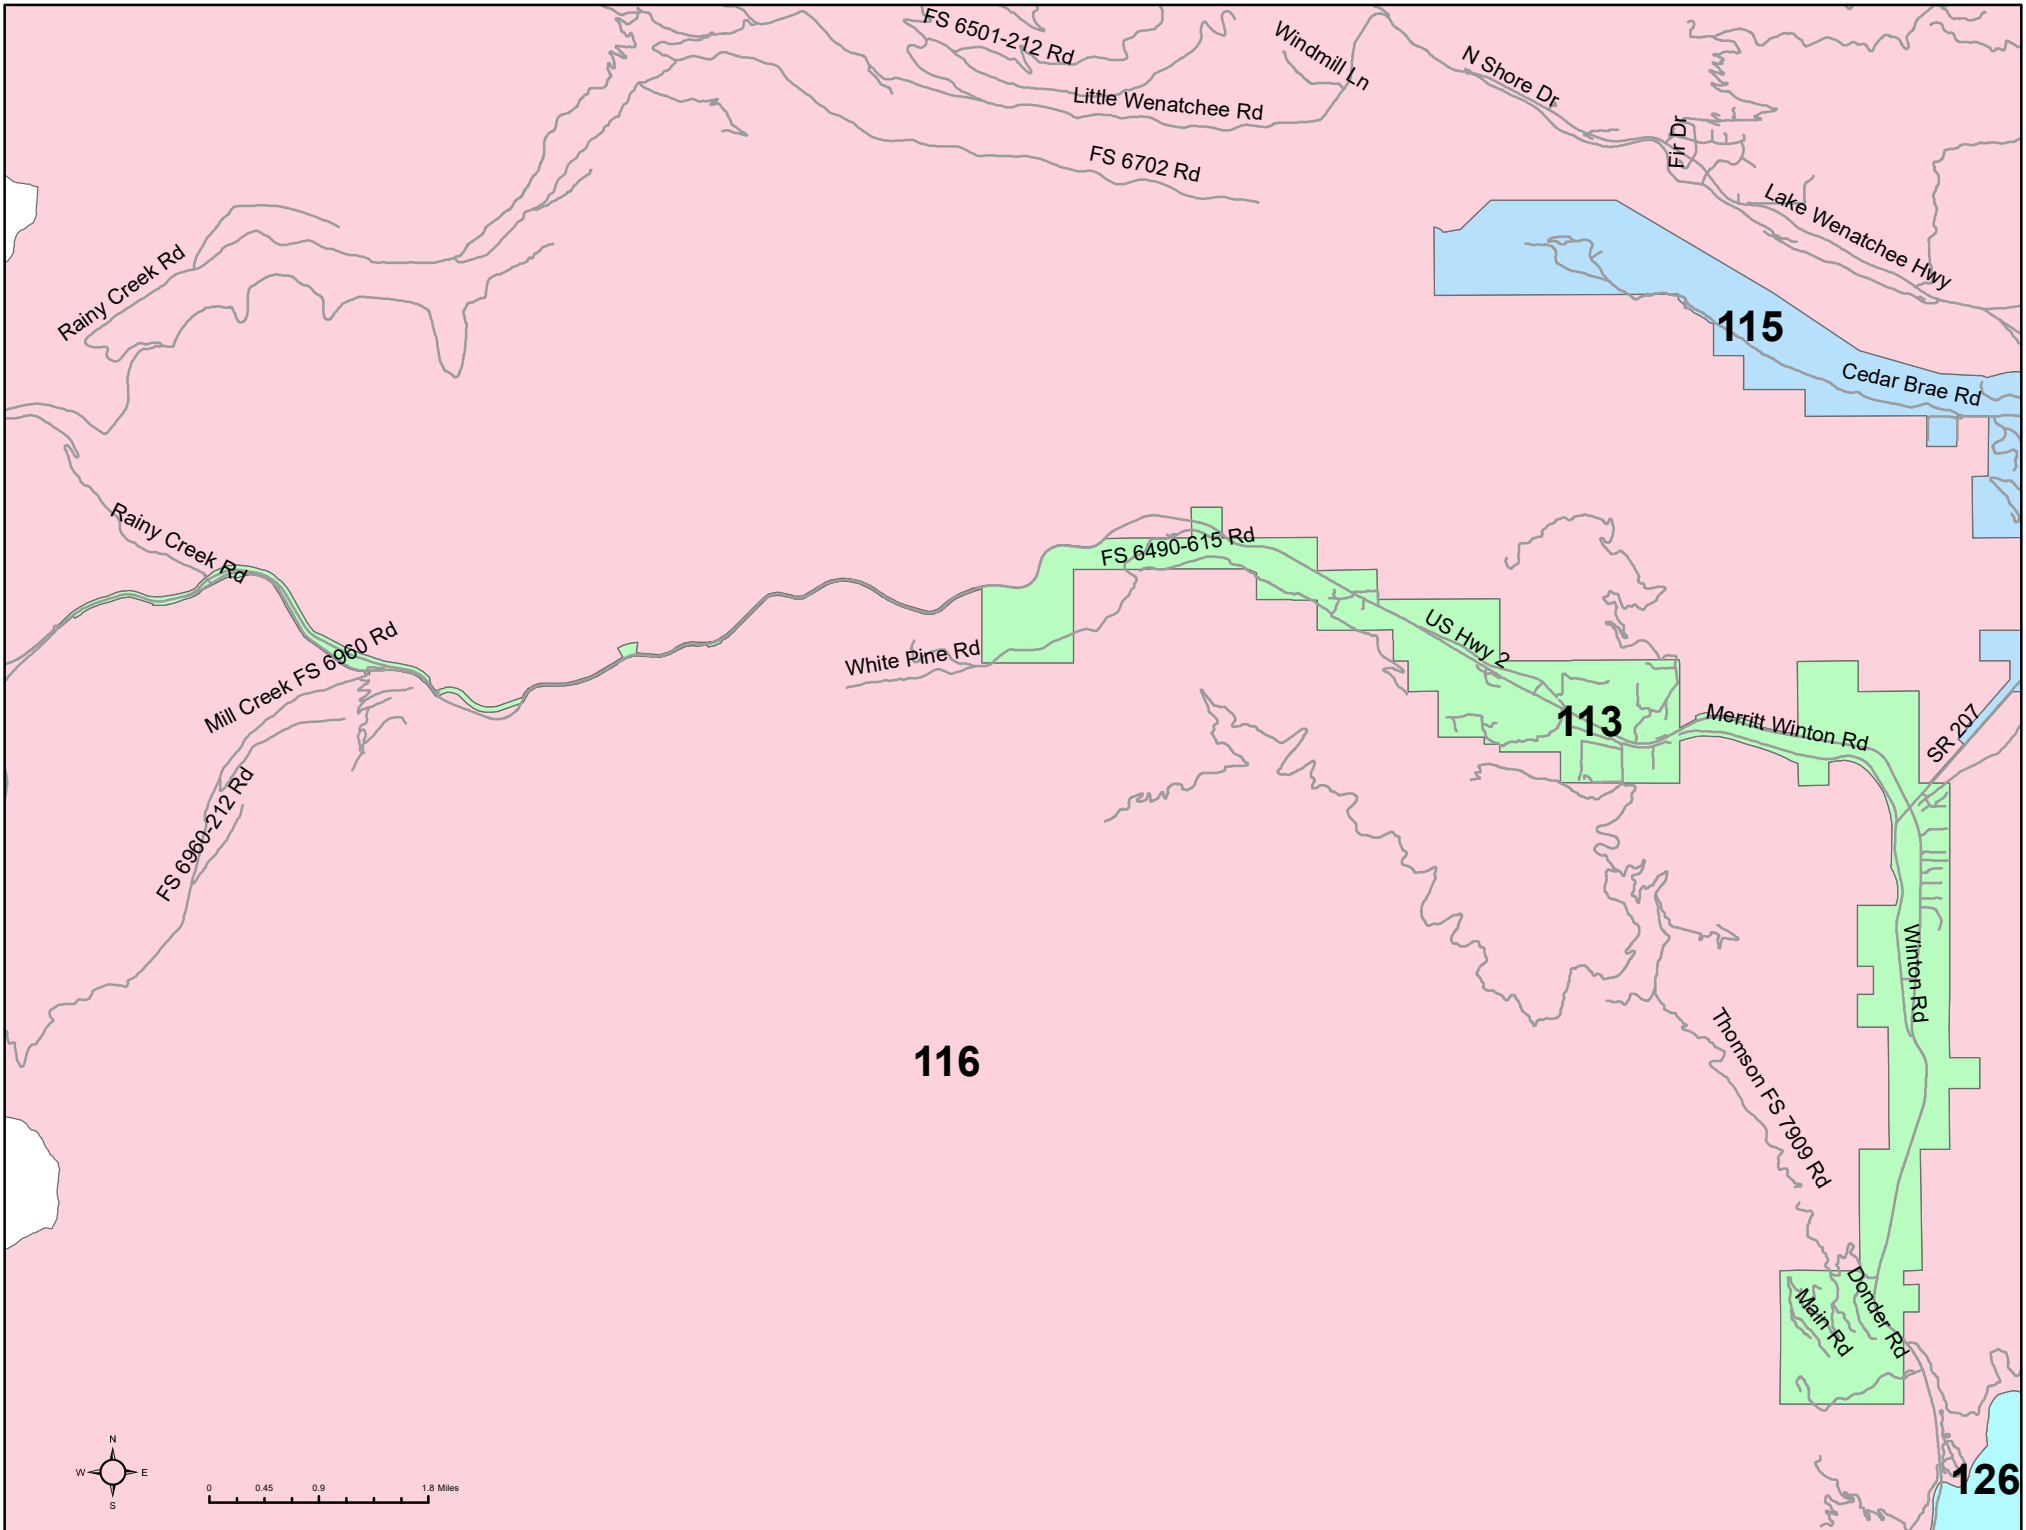 FS 6501-212 Rd
Windmill Ln
N Shore Dr
Little Wenatchee Rd
Fir Dr
FS 6702 Rd
Lake Wenatchee Hwy
Rainy Creek Rd
115
Cedar Brae Rd
Rainy Creek Rd
FS 6490-615 Rd
US Hwy 2
Mill Creek FS 6960 Rd
White Pine Rd
113
Merritt Winton Rd
SR 207
FS 6960-212 Rd
Winton Rd
116
Thomson FS 7909 Rd
Donder Rd
Main Rd
126
N
W E
S
0 0.45 0.9 1.8 Miles